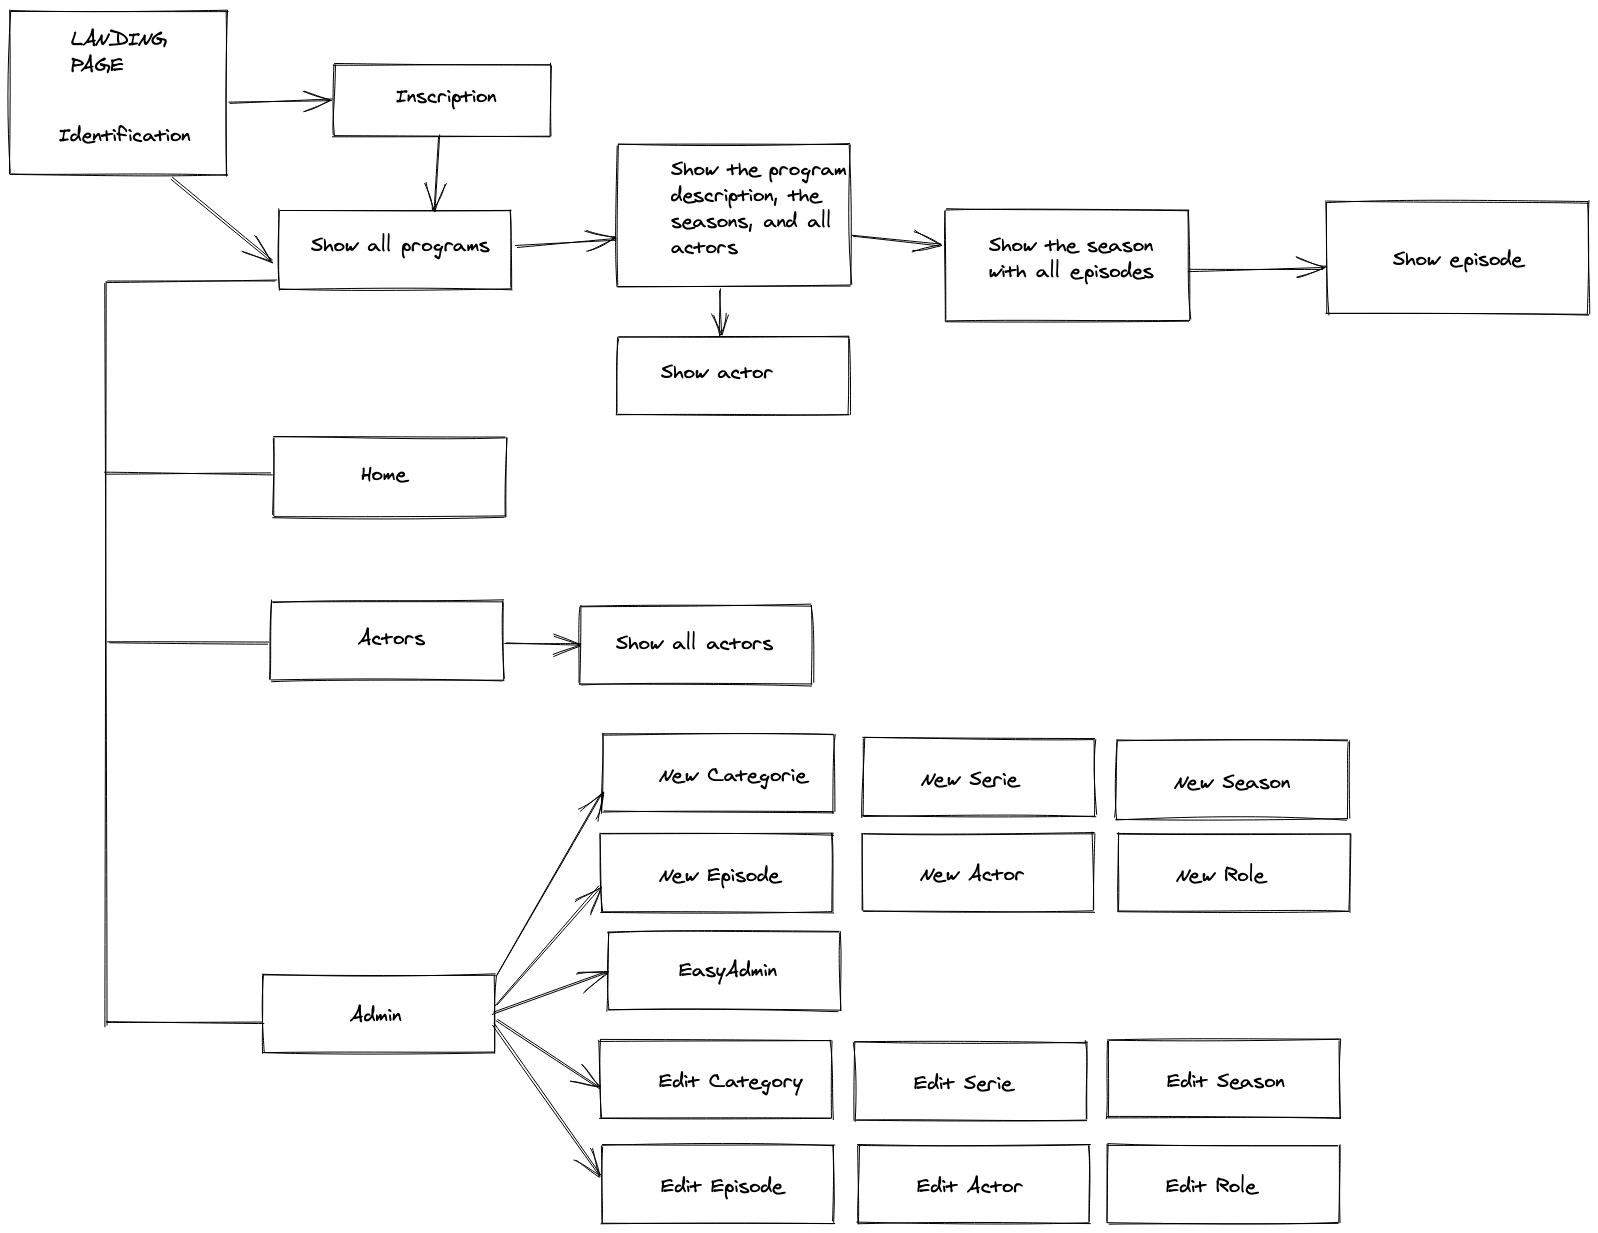 LANDING
PAGE
Identification
Inscription
Show all programs
Show the program
description, the
seasons, and all
actors
Show the season
with all episodes
Show episode
Show actor
Home
Actors
Show all actors
New Categorie
New Serie
New Season
New Episode
New Actor
New Role
EasyAdmin
Admin
Edit Category
Edit Serie
Edit Season
Edit Episode
Edit Actor
Edit Role